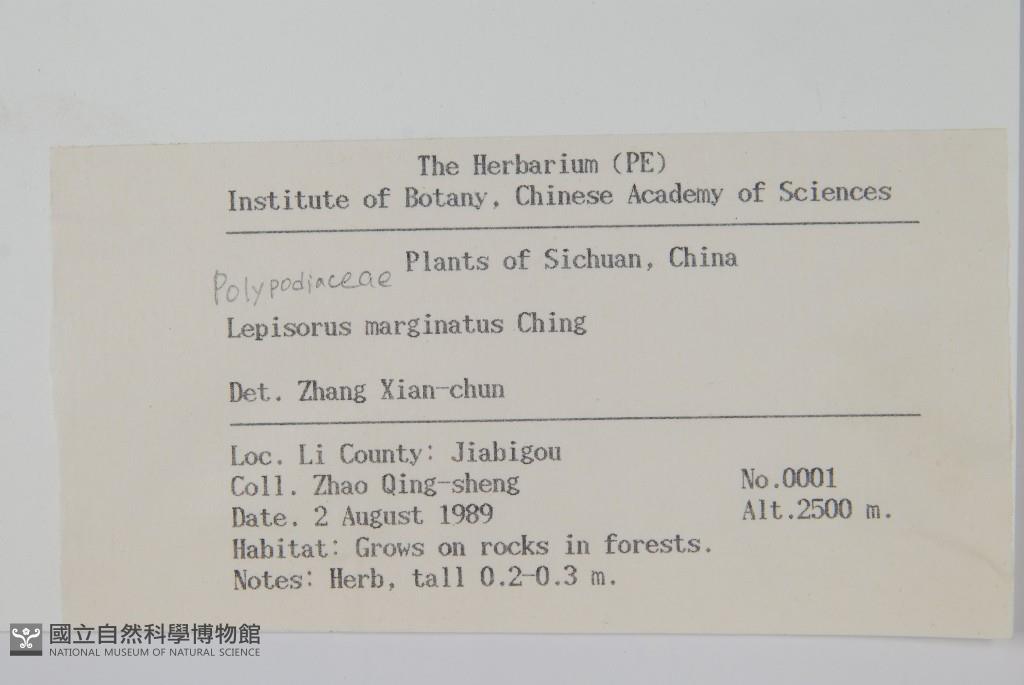 The Herbarium (PE)
Institute of Botany, Chinese Academy of Sciences
Plants of Sichuan, China
Polypodiaceae
Lepisorus marginatus Ching
Det. Zhang Xian-chun
Loc. Li County: Jiabigou
Coll. Zhao Qing-sheng No.0001
Date. 2 August 1989 Alt.2500 m.
Habitat: Grows on rocks in forests.
Notes: Herb, tall 0.2-0.3 m.
國立自然科學博物館
NATIONAL MUSEUM OF NATURAL SCIENCE